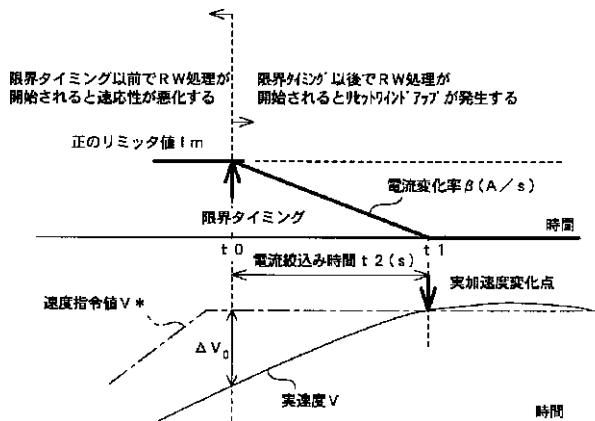 限界タイミング以前でRW処理が
開始されると速応性が悪化する
限界ﾀｲﾐﾝｸﾞ以後でRW処理が
開始されるとﾘｾｯﾄﾜｲﾝﾄﾞｱｯﾌﾟが発生する
正のリミッタ値Im
電流変化率β(A/s)
限界タイミング
時間
t0
t1
電流絞込み時間t2(s)
実加速度変化点
速度指令値V*
ΔV0
実速度V
時間